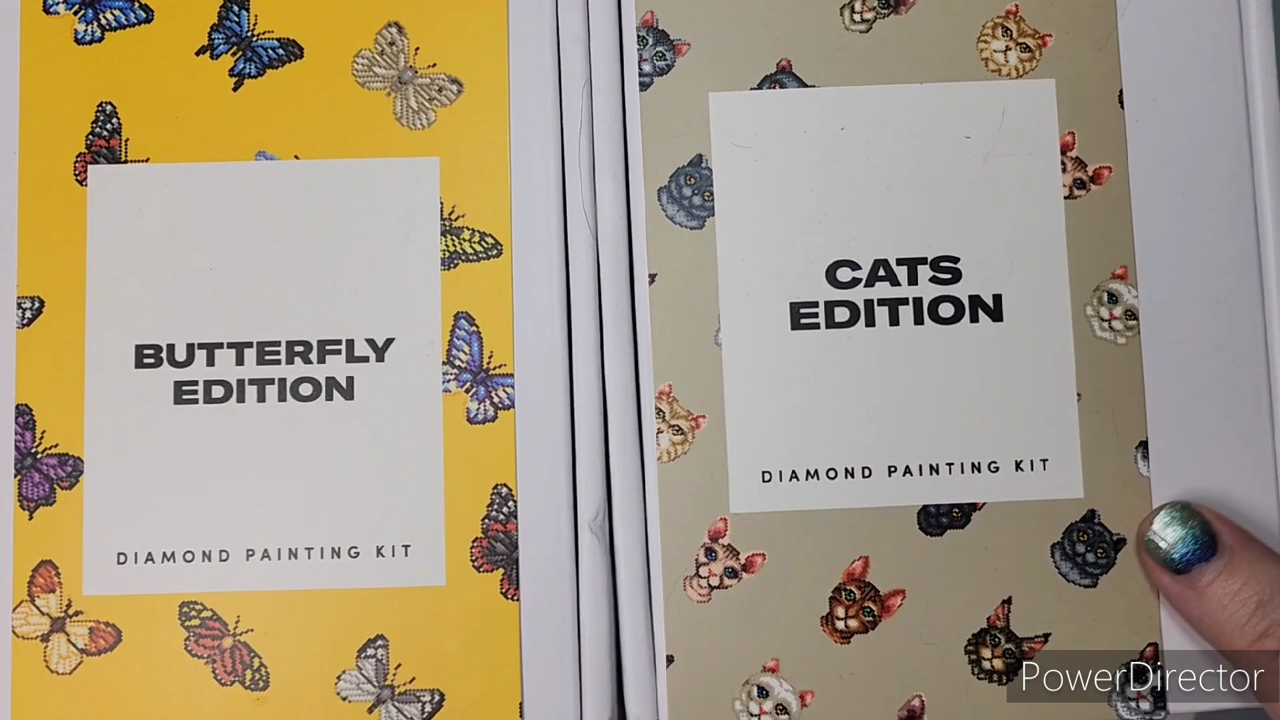 BUTTERFLY
EDITION
DIAMOND PAINTING KIT
CATS
EDITION
DIAMOND PAINTING KIT
PowerDirector